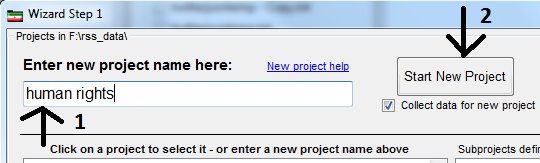 Wizard Step 1
2
Projects in F:\rss_data\
Enter new project name here:
New project help
Start New Project
human rights
Collect data for new project
1
Click on a project to select it - or enter a new project name above